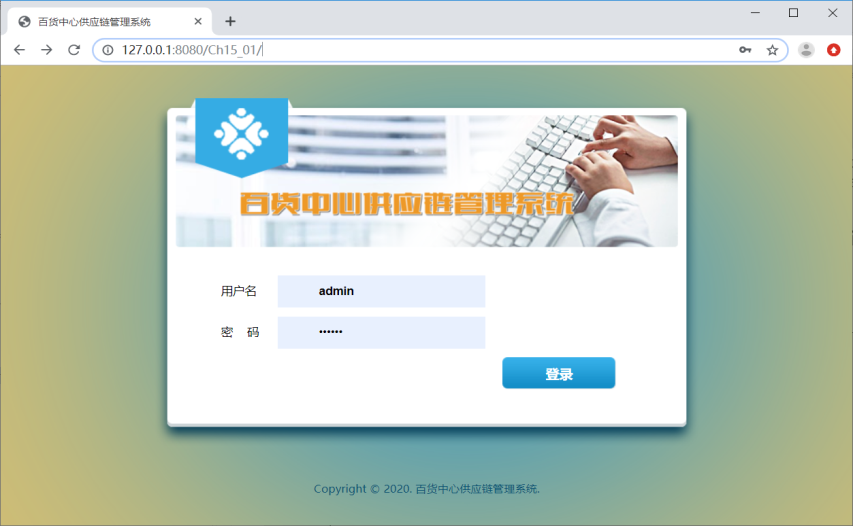 百货中心供应链管理系统
127.0.0.1:8080/Ch15_01/
百货中心供应链管理系统
用户名 admin
密 码 ••••••
登录
Copyright © 2020. 百货中心供应链管理系统.